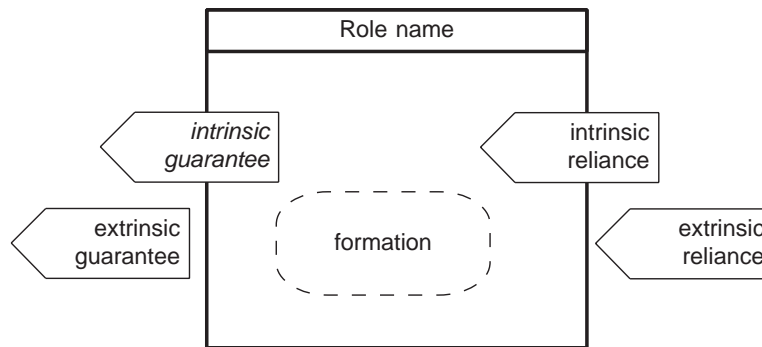 Role name
intrinsic
guarantee
intrinsic
reliance
extrinsic
guarantee
formation
extrinsic
reliance